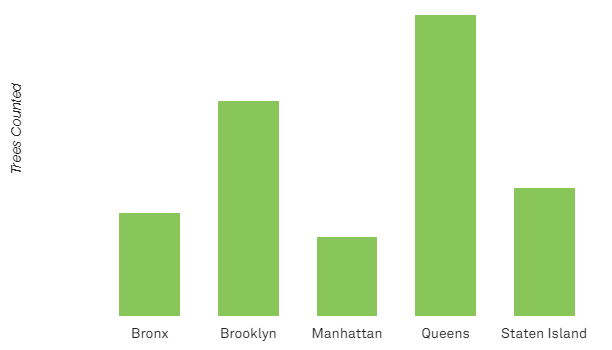 Trees Counted
Bronx
Brooklyn
Manhattan
Queens
Staten Island